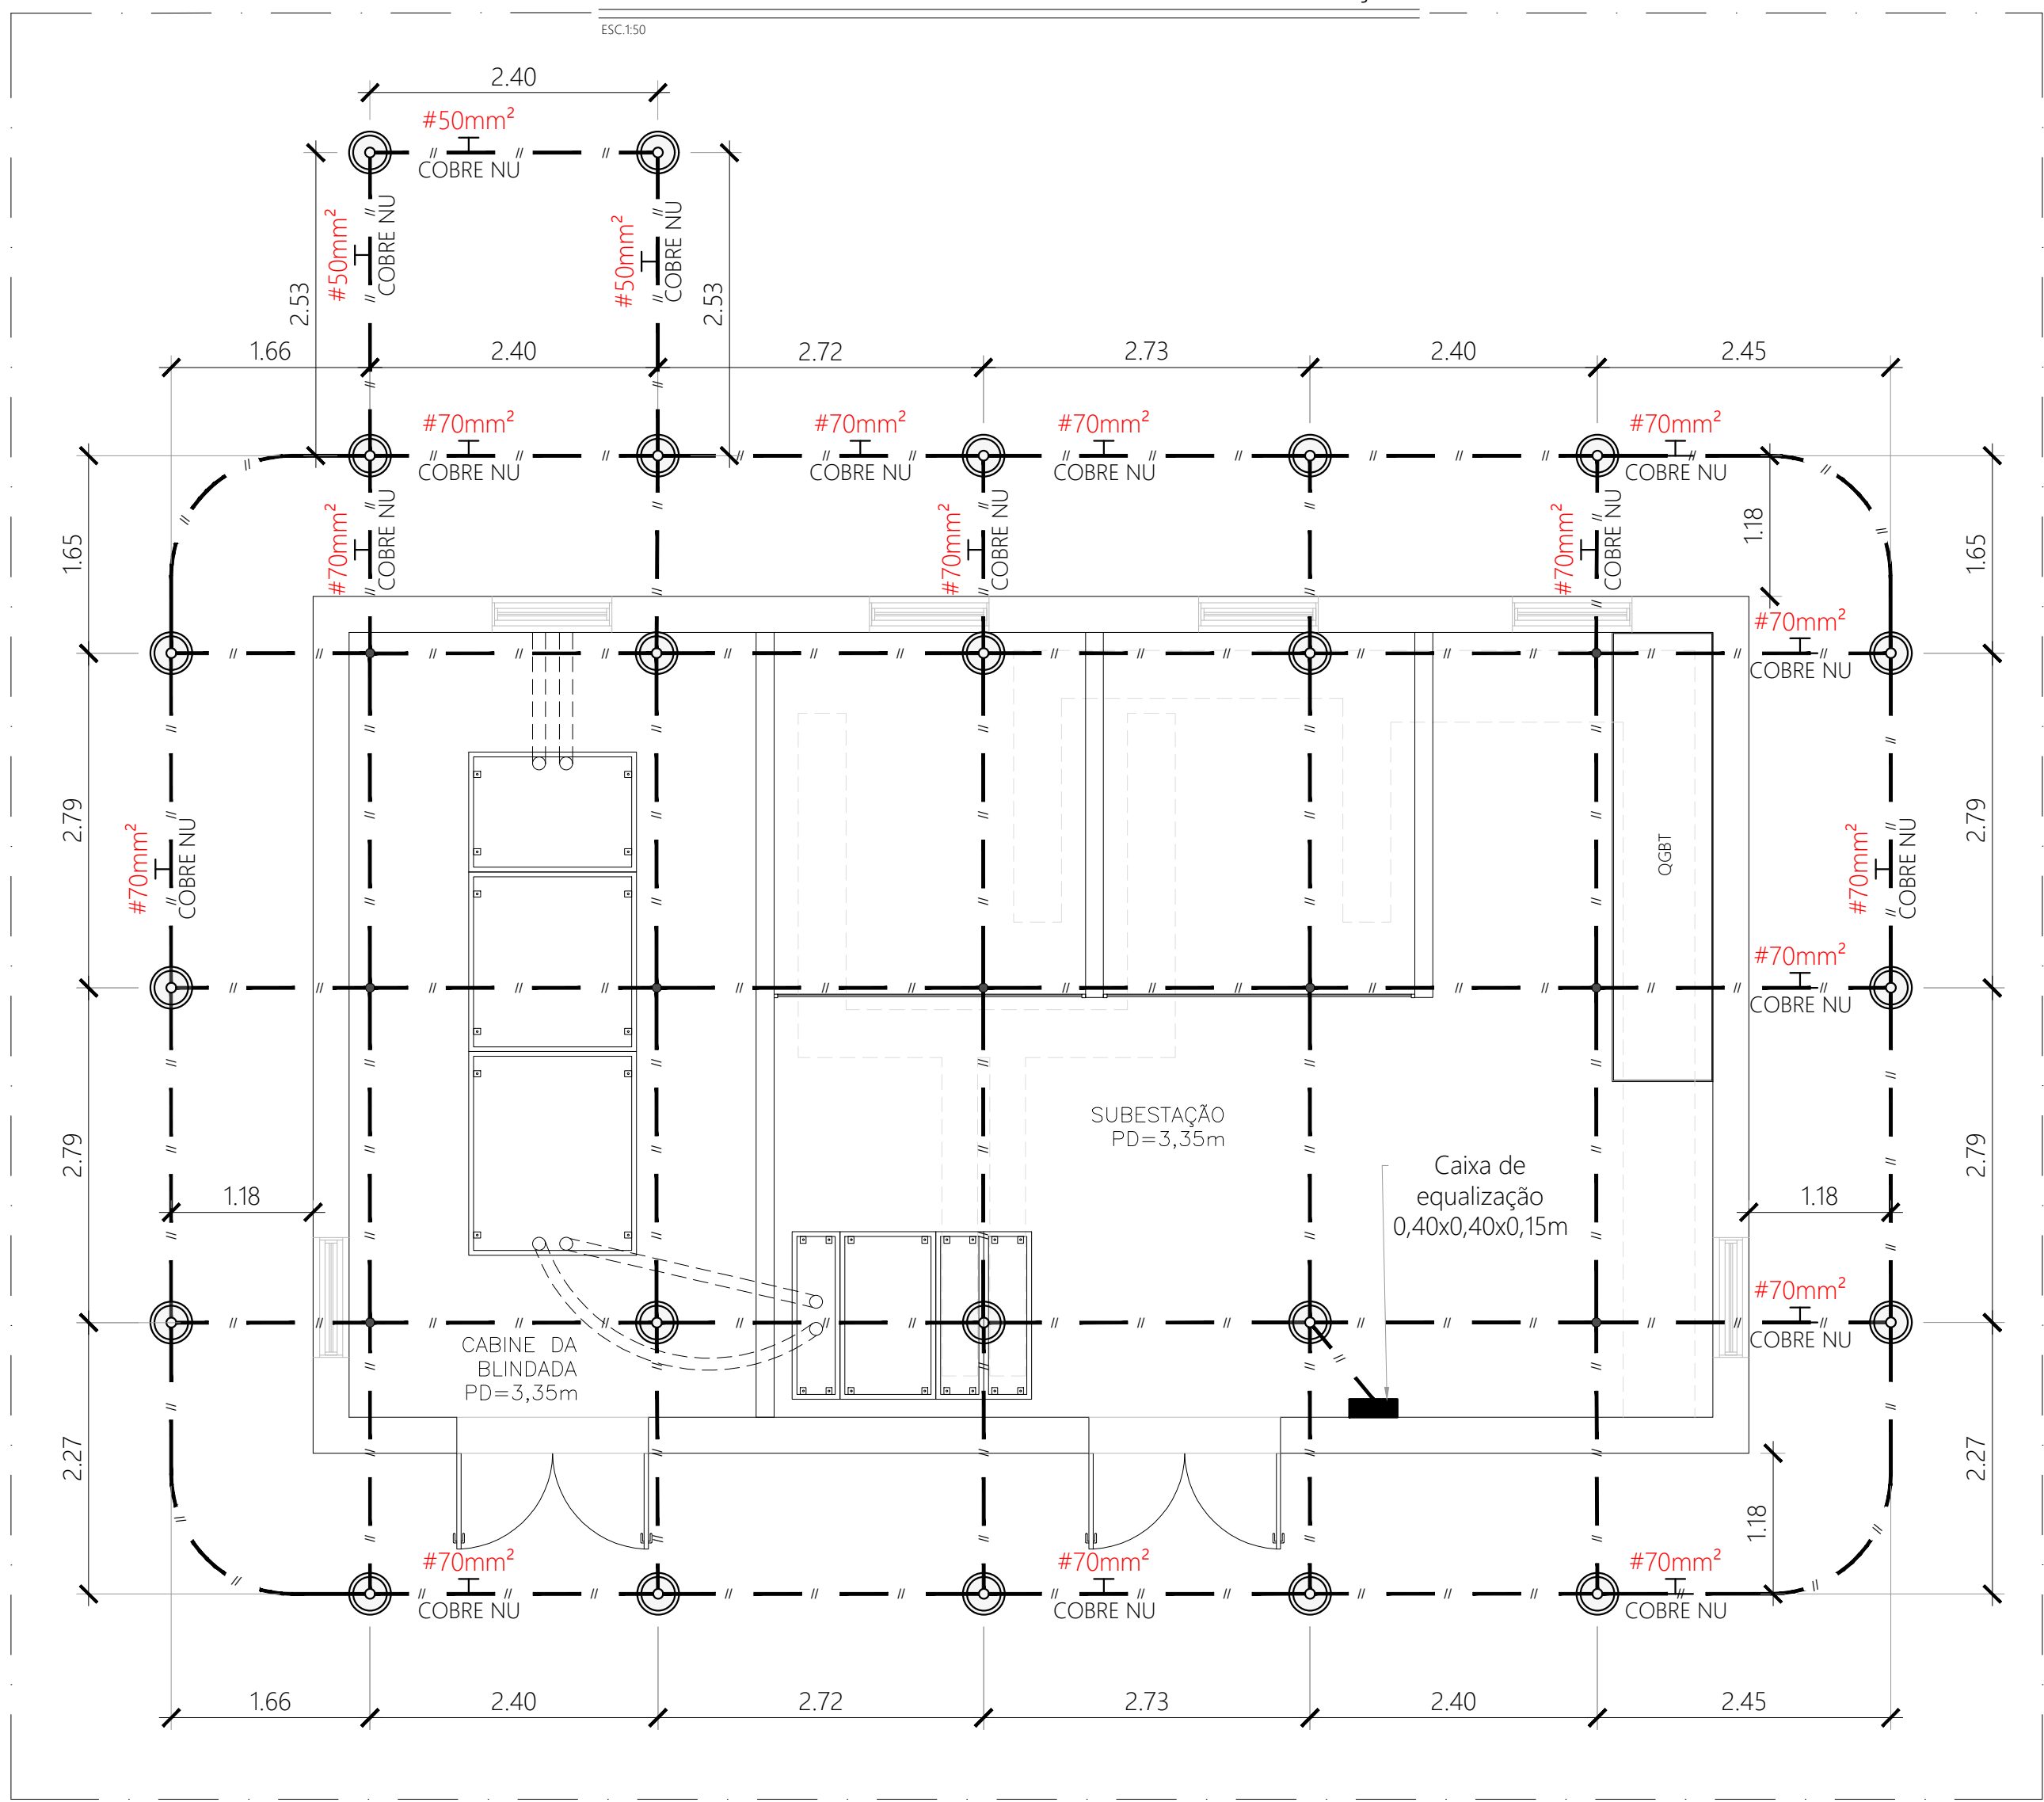 ESC.1:50
2.40
#50mm²
COBRE NU
#50mm²
COBRE NU
#50mm²
COBRE NU
2.53
2.53
1.66
2.40
2.72
2.73
2.40
2.45
#70mm²
COBRE NU
#70mm²
COBRE NU
#70mm²
COBRE NU
#70mm²
COBRE NU
#70mm²
COBRE NU
#70mm²
COBRE NU
#70mm²
COBRE NU
1.18
1.65
1.65
#70mm²
COBRE NU
2.79
#70mm²
COBRE NU
QGBT
#70mm²
COBRE NU
2.79
#70mm²
COBRE NU
SUBESTAÇÃO
PD=3,35m
2.79
2.79
Caixa de
equalização
0,40x0,40x0,15m
1.18
1.18
#70mm²
COBRE NU
CABINE DA
BLINDADA
PD=3,35m
2.27
2.27
1.18
#70mm²
COBRE NU
#70mm²
COBRE NU
#70mm²
COBRE NU
1.66
2.40
2.72
2.73
2.40
2.45